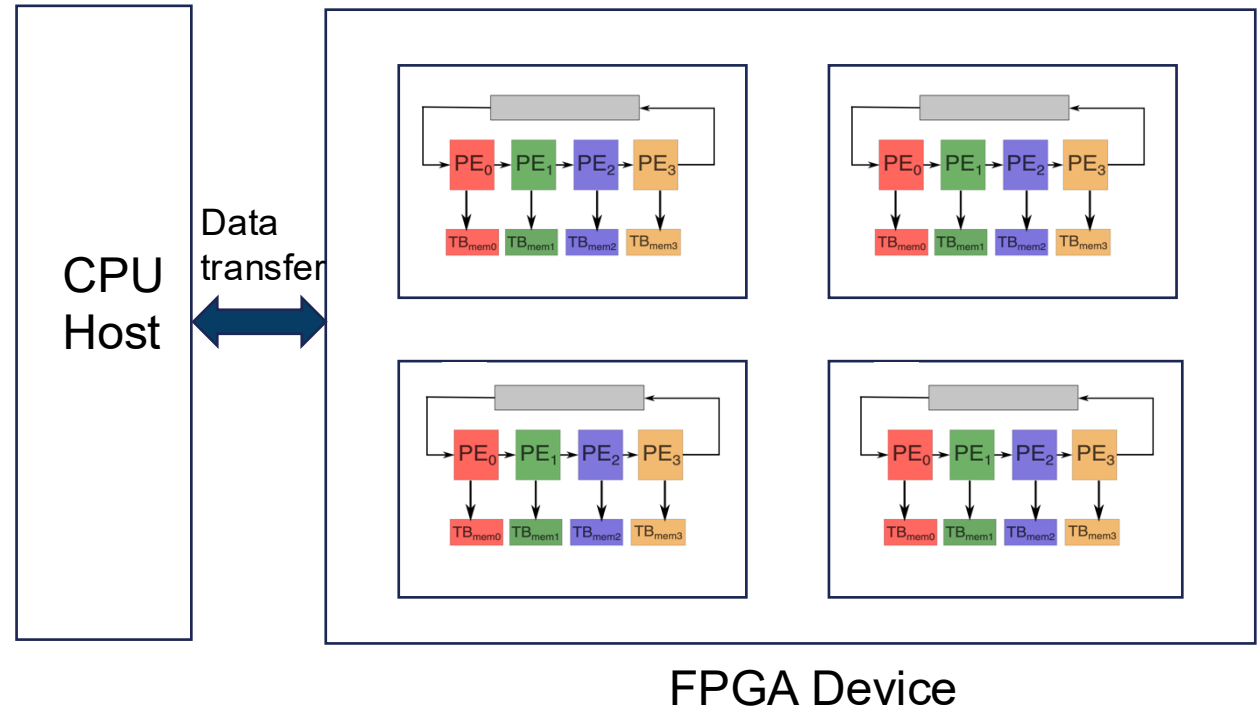 CPU
Host
Data
transfer
PE0 PE1 PE2 PE3
TBmem0 TBmem1 TBmem2 TBmem3
PE0 PE1 PE2 PE3
TBmem0 TBmem1 TBmem2 TBmem3
PE0 PE1 PE2 PE3
TBmem0 TBmem1 TBmem2 TBmem3
PE0 PE1 PE2 PE3
TBmem0 TBmem1 TBmem2 TBmem3
FPGA Device